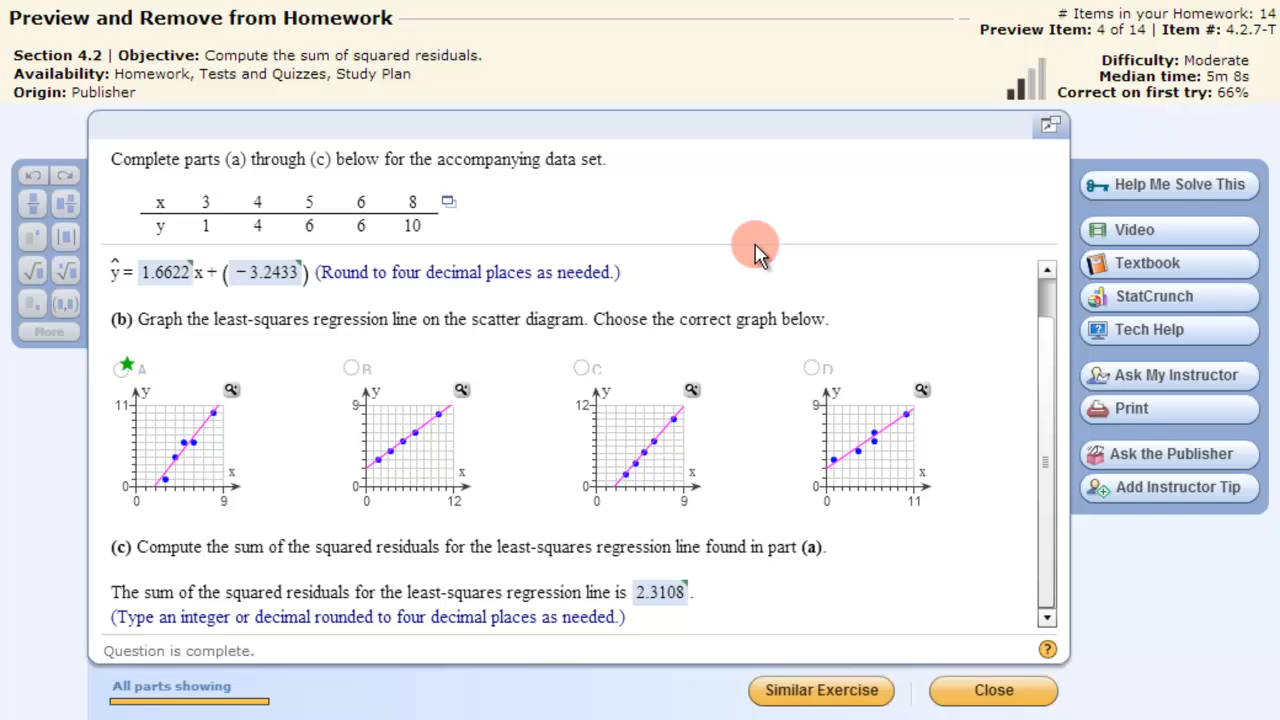 Preview and Remove from Homework
# Items in your Homework: 14
Preview Item: 4 of 14 | Item #: 4.2.7-T
Section 4.2 | Objective: Compute the sum of squared residuals.
Availability: Homework, Tests and Quizzes, Study Plan
Origin: Publisher
Difficulty: Moderate
Median time: 5m 8s
Correct on first try: 66%
Complete parts (a) through (c) below for the accompanying data set.
x 3 4 5 6 8
y 1 4 6 6 10
ŷ = 1.6622 x + ( − 3.2433 ) (Round to four decimal places as needed.)
(b) Graph the least-squares regression line on the scatter diagram. Choose the correct graph below.
A B C D
y y y y
11 9 12 9
x x x x
0 0 0 0
0 9 0 12 0 9 0 11
(c) Compute the sum of the squared residuals for the least-squares regression line found in part (a).
The sum of the squared residuals for the least-squares regression line is 2.3108 .
(Type an integer or decimal rounded to four decimal places as needed.)
Question is complete.
?
All parts showing
Similar Exercise
Close
More
Help Me Solve This
Video
Textbook
StatCrunch
Tech Help
Ask My Instructor
Print
Ask the Publisher
Add Instructor Tip